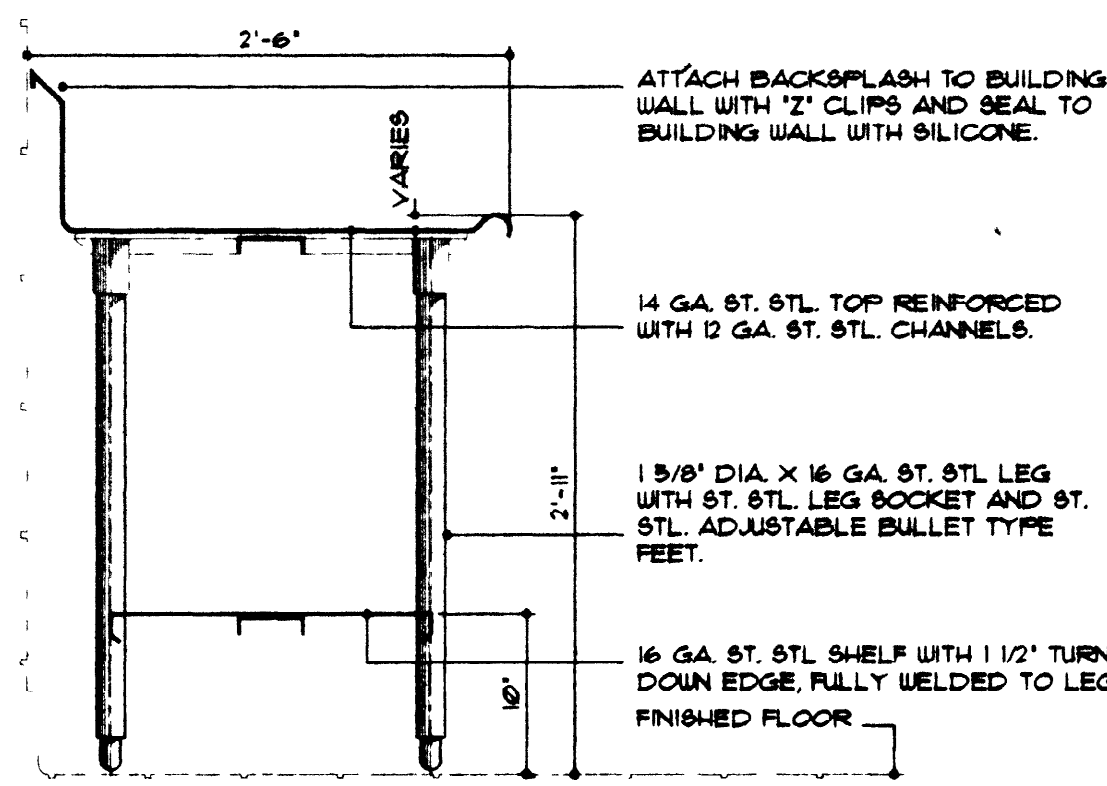 2'-6"
ATTACH BACKSPLASH TO BUILDING
WALL WITH "Z" CLIPS AND SEAL TO
BUILDING WALL WITH SILICONE.
VARIES
14 GA. ST. STL. TOP REINFORCED
WITH 12 GA. ST. STL. CHANNELS.
1 5/8" DIA. X 16 GA. ST. STL LEG
WITH ST. STL. LEG SOCKET AND ST.
STL. ADJUSTABLE BULLET TYPE
FEET.
2'-11"
16 GA. ST. STL SHELF WITH 1 1/2" TURN
DOWN EDGE, FULLY WELDED TO LEG
10"
FINISHED FLOOR